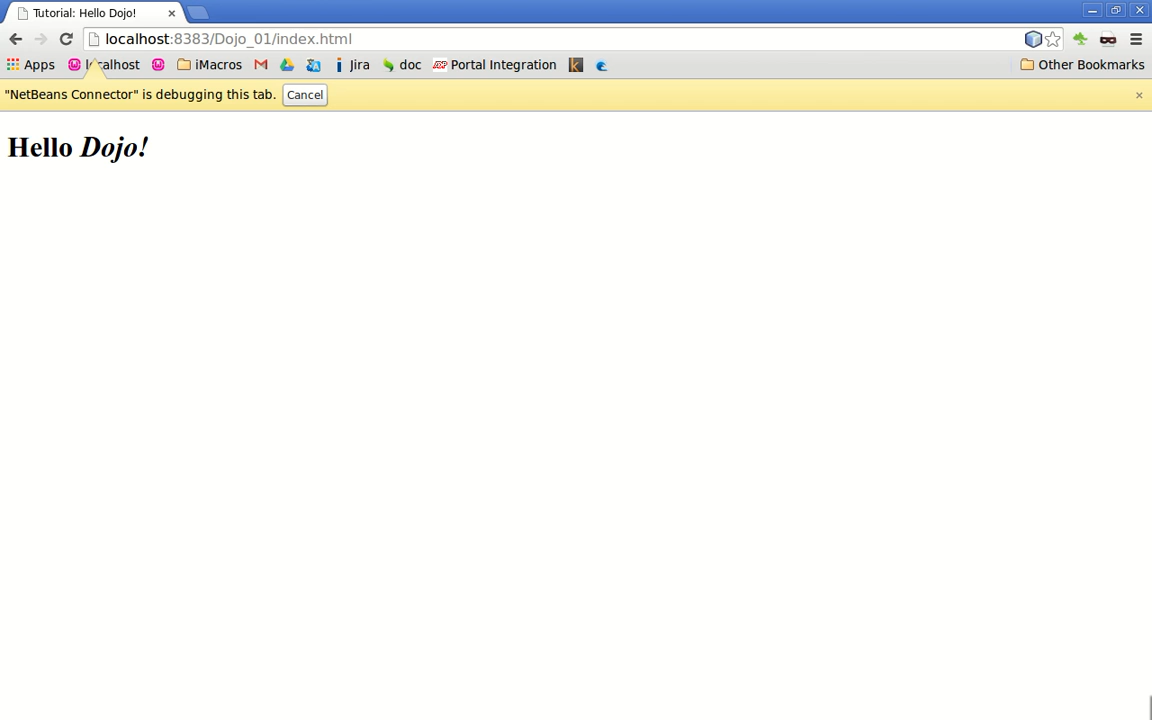 Tutorial: Hello Dojo!
localhost:8383/Dojo_01/index.html
Apps localhost iMacros Jira doc Portal Integration Other Bookmarks
"NetBeans Connector" is debugging this tab. Cancel
Hello Dojo!